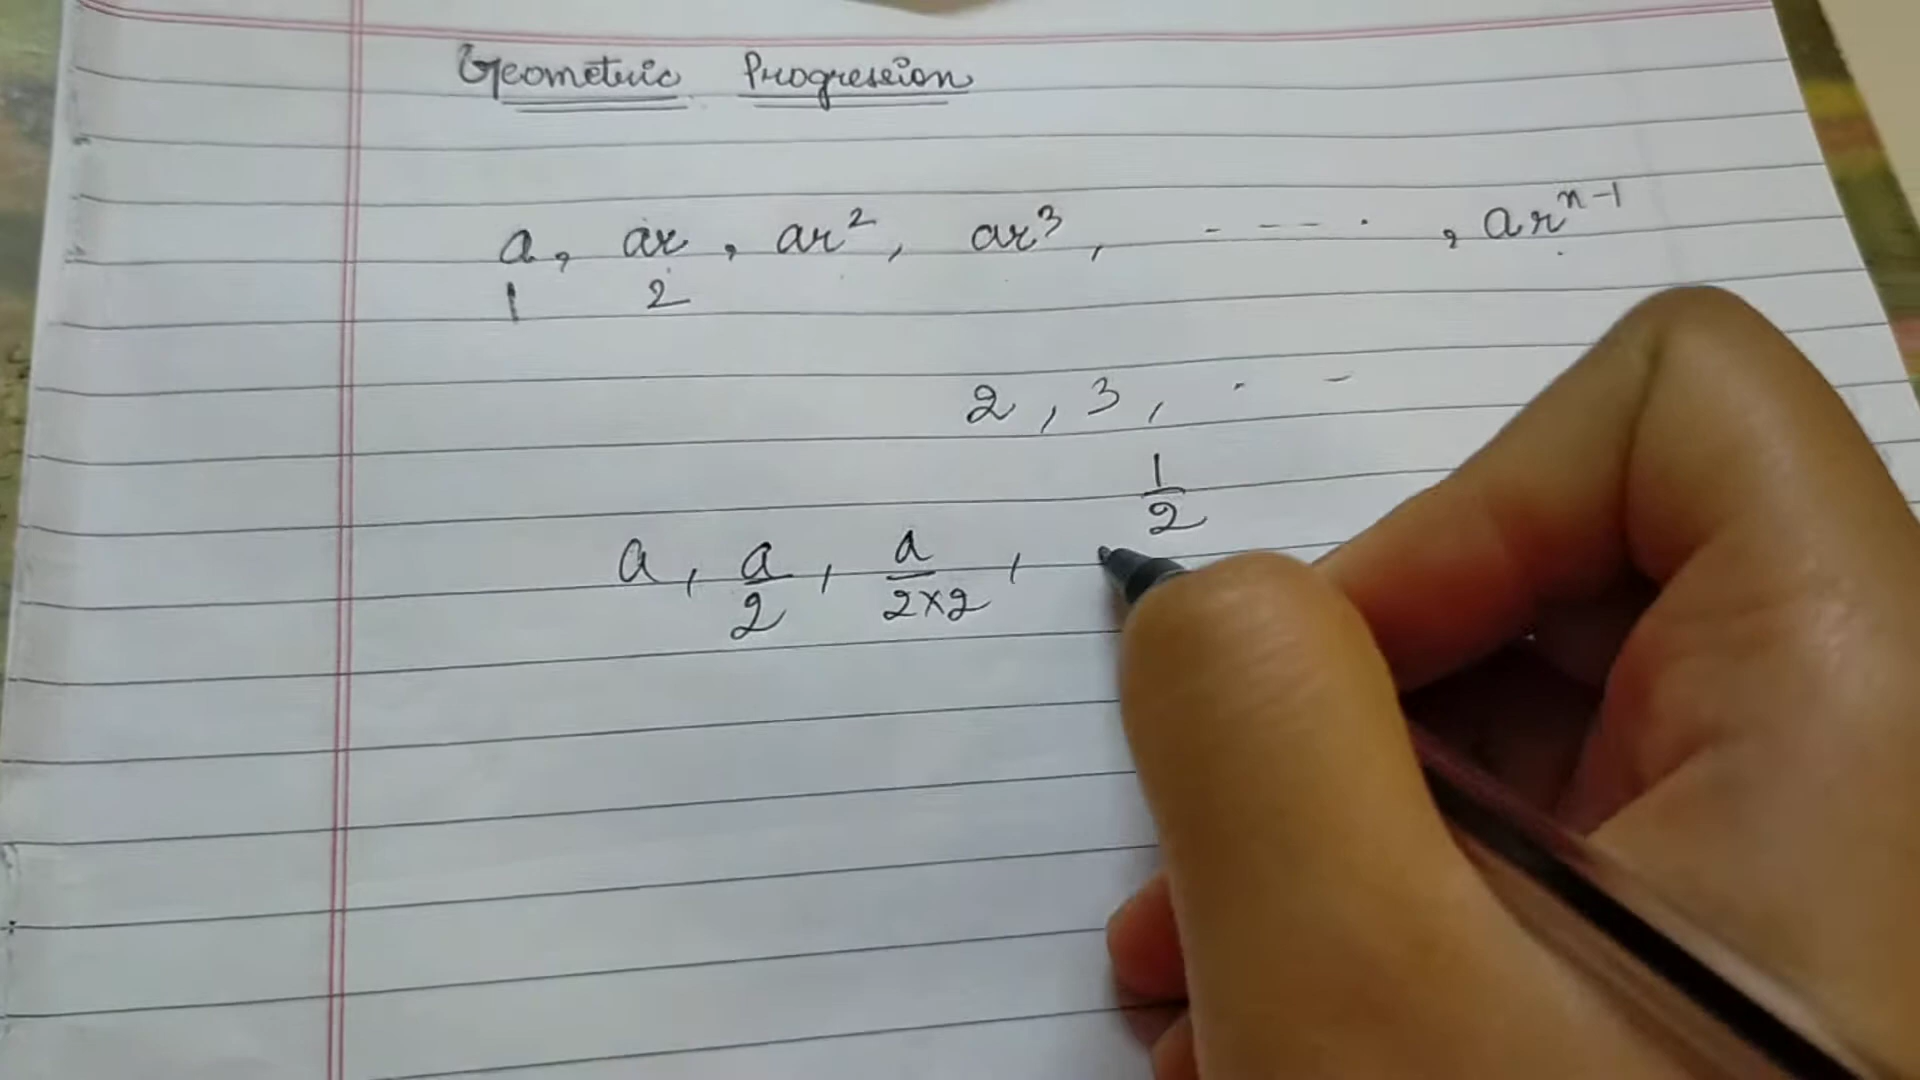 Geometric Progression
a, ar, ar², ar³, - - - - ·, arⁿ⁻¹
1 2
2, 3, · -
1/2
a, a/2, a/2×2,